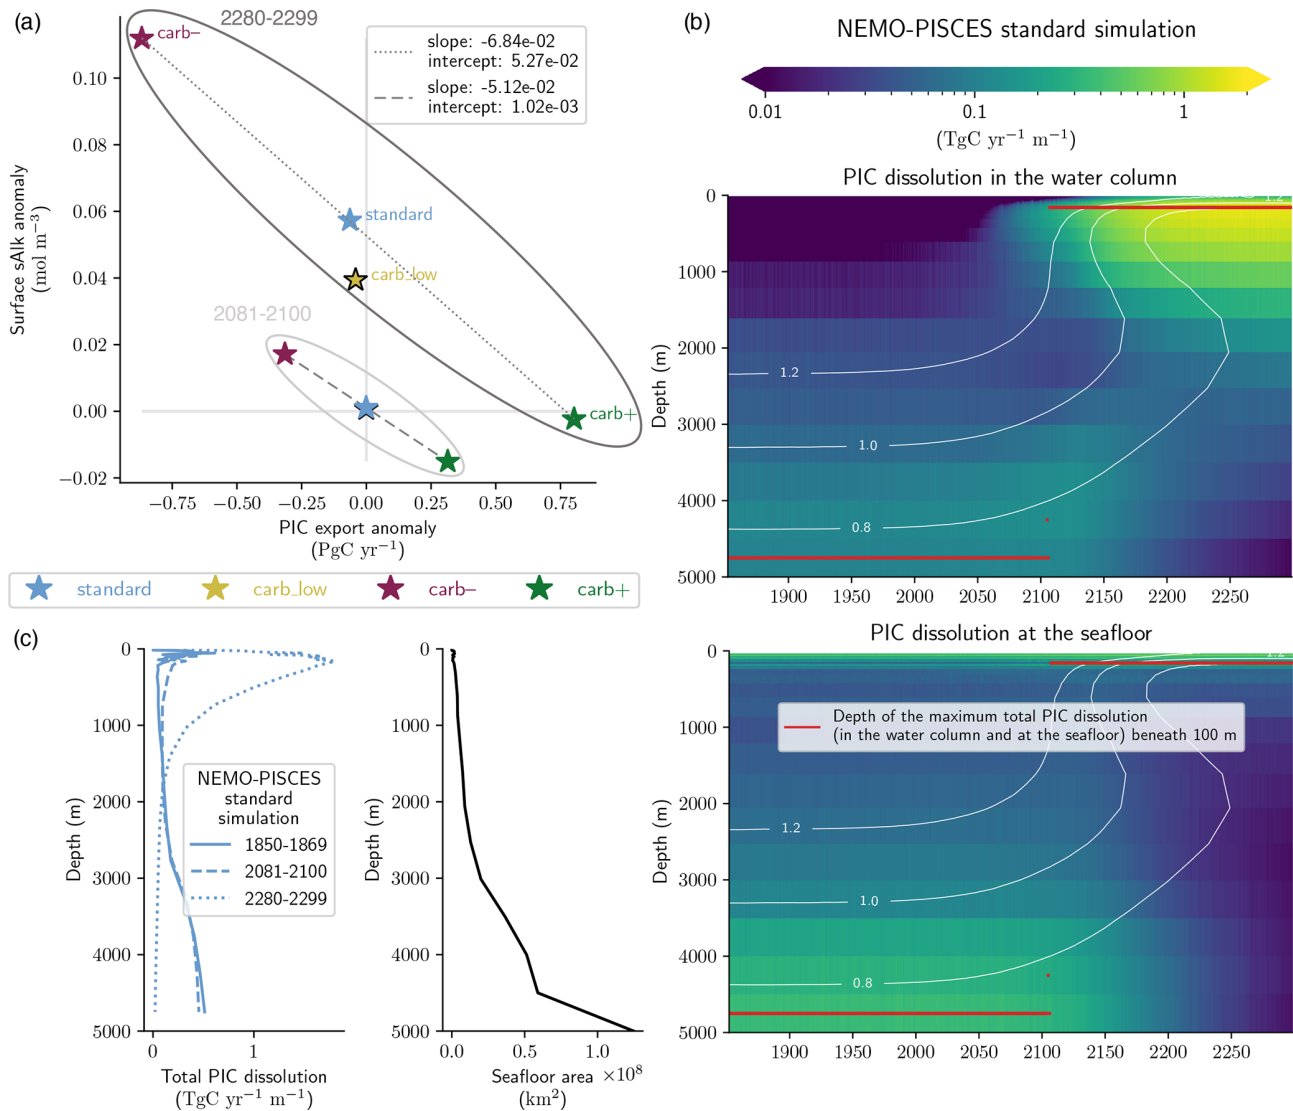 (a)
2280-2299
carb−
slope: -6.84e-02
intercept: 5.27e-02
slope: -5.12e-02
intercept: 1.02e-03
0.10
0.08
0.06
0.04
0.02
0.00
−0.02
Surface sAlk anomaly
(mol m−3)
standard
carb_low
2081-2100
carb+
−0.75
−0.50
−0.25
0.00
0.25
0.50
0.75
PIC export anomaly
(PgC yr−1)
standard
carb_low
carb−
carb+
(b)
NEMO-PISCES standard simulation
0.01
0.1
1
(TgC yr−1 m−1)
PIC dissolution in the water column
0
1000
2000
3000
4000
5000
Depth (m)
1.2
1.2
1.0
0.8
1900
1950
2000
2050
2100
2150
2200
2250
PIC dissolution at the seafloor
0
1000
2000
3000
4000
5000
Depth (m)
1.2
Depth of the maximum total PIC dissolution
(in the water column and at the seafloor) beneath 100 m
1.2
1.0
0.8
1900
1950
2000
2050
2100
2150
2200
2250
(c)
0
1000
2000
3000
4000
5000
Depth (m)
NEMO-PISCES
standard
simulation
1850-1869
2081-2100
2280-2299
0
1
Total PIC dissolution
(TgC yr−1 m−1)
0
1000
2000
3000
4000
5000
Depth (m)
0.0
0.5
1.0
Seafloor area ×108
(km2)